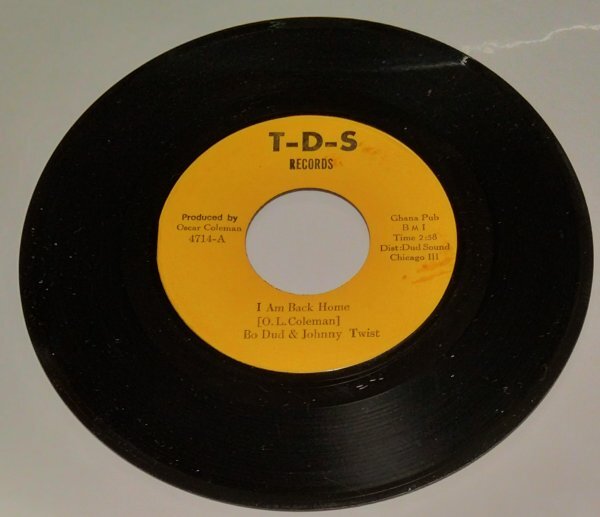 T-D-S
RECORDS
Produced by
Oscar Coleman
4714-A
Ghana Pub
B M I
Time 2:58
Dist:Dud Sound
Chicago Ill
I Am Back Home
[O.L.Coleman]
Bo Dud & Johnny Twist